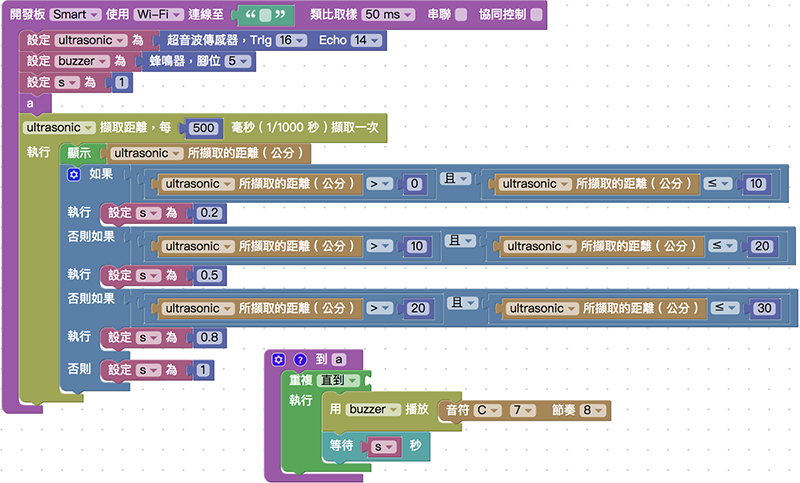 開發板 Smart 使用 Wi-Fi 連線至 “ ” 類比取樣 50 ms 串聯 協同控制
設定 ultrasonic 為 超音波傳感器，Trig 16 Echo 14
設定 buzzer 為 蜂鳴器，腳位 5
設定 s 為 1
a
ultrasonic 擷取距離，每 500 毫秒（1/1000 秒）擷取一次
執行 顯示 ultrasonic 所擷取的距離（公分）
如果 ultrasonic 所擷取的距離（公分） > 0 且 ultrasonic 所擷取的距離（公分） ≤ 10
執行 設定 s 為 0.2
否則如果 ultrasonic 所擷取的距離（公分） > 10 且 ultrasonic 所擷取的距離（公分） ≤ 20
執行 設定 s 為 0.5
否則如果 ultrasonic 所擷取的距離（公分） > 20 且 ultrasonic 所擷取的距離（公分） ≤ 30
執行 設定 s 為 0.8
否則 設定 s 為 1
? 到 a
重複 直到
執行 用 buzzer 播放 音符 C 7 節奏 8
等待 s 秒